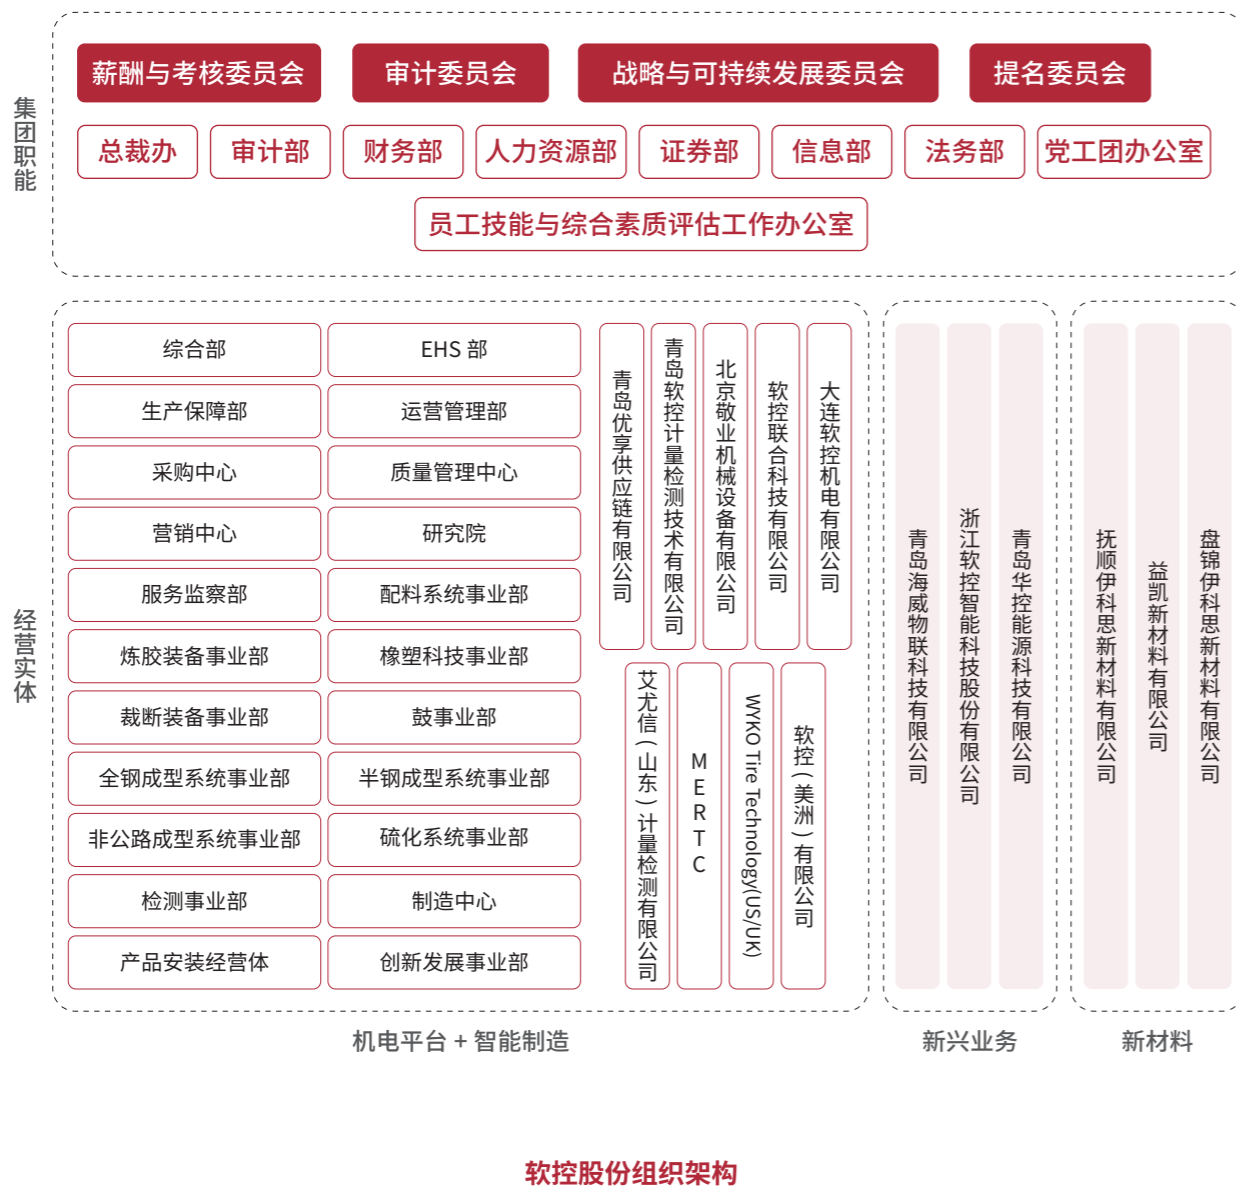 集团职能
薪酬与考核委员会
审计委员会
战略与可持续发展委员会
提名委员会
总裁办
审计部
财务部
人力资源部
证券部
信息部
法务部
党工团办公室
员工技能与综合素质评估工作办公室
经营实体
综合部
EHS 部
生产保障部
运营管理部
采购中心
质量管理中心
营销中心
研究院
服务监察部
配料系统事业部
炼胶装备事业部
橡塑科技事业部
裁断装备事业部
鼓事业部
全钢成型系统事业部
半钢成型系统事业部
非公路成型系统事业部
硫化系统事业部
检测事业部
制造中心
产品安装经营体
创新发展事业部
青岛优享供应链有限公司
青岛软控计量检测技术有限公司
北京敬业机械设备有限公司
软控联合科技有限公司
大连软控机电有限公司
艾尤信(山东)计量检测有限公司
MERTC
WYKO Tire Technology(US/UK)
软控(美洲)有限公司
机电平台 + 智能制造
青岛海威物联科技有限公司
浙江软控智能科技股份有限公司
青岛华控能源科技有限公司
新兴业务
抚顺伊科思新材料有限公司
益凯新材料有限公司
盘锦伊科思新材料有限公司
新材料
软控股份组织架构